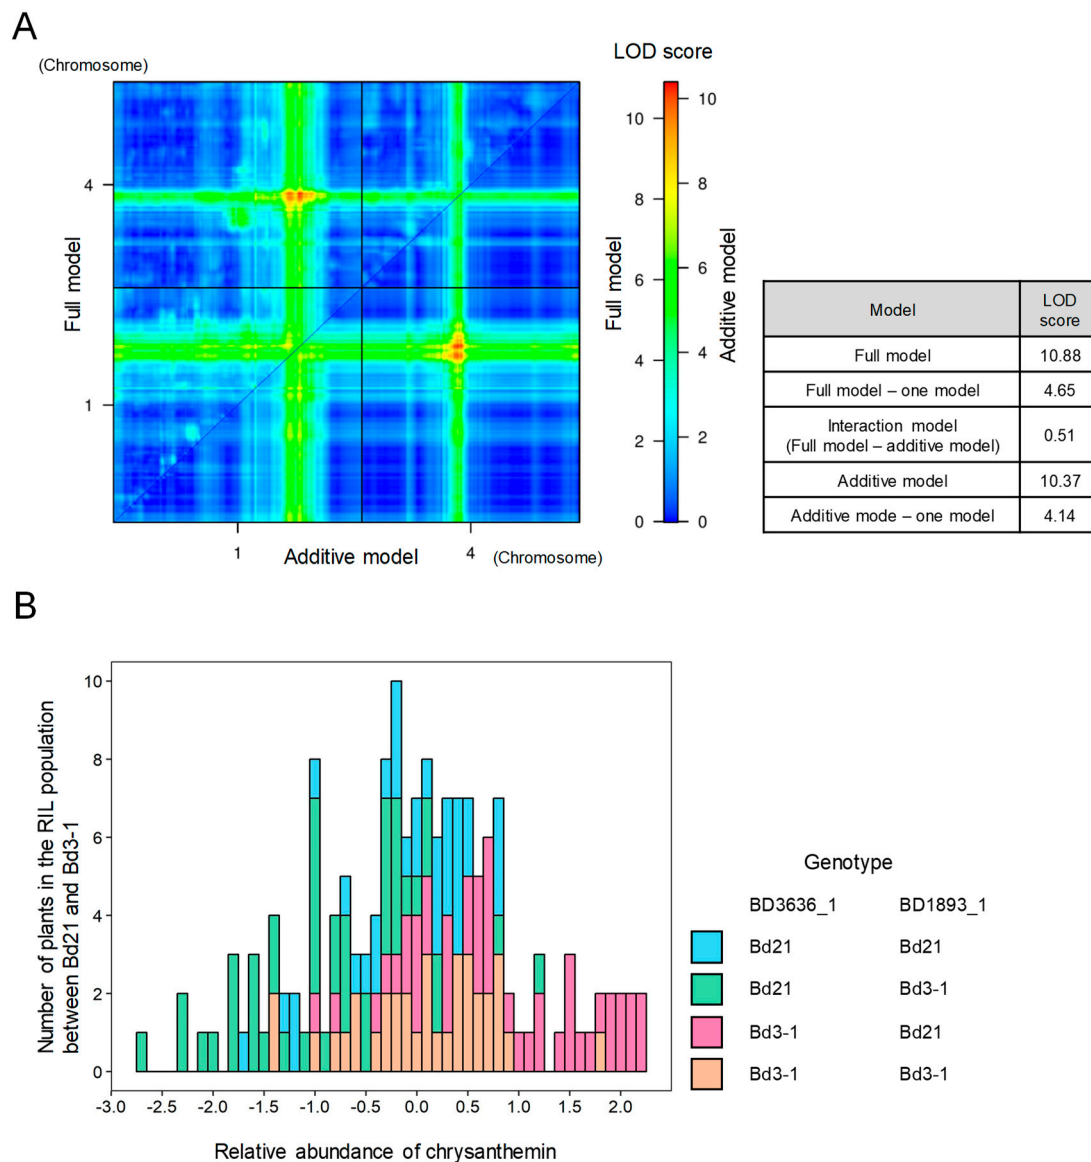 A
(Chromosome)
LOD score
4
Full model
1
1
Additive model
4
(Chromosome)
10
8
6
4
2
0
Full model
10
8
6
4
2
0
Additive model
Model
LOD
score
Full model
10.88
Full model – one model
4.65
Interaction model
(Full model – additive model)
0.51
Additive model
10.37
Additive mode – one model
4.14
B
Number of plants in the RIL population
between Bd21 and Bd3-1
10
8
6
4
2
0
-3.0 -2.5 -2.0 -1.5 -1.0 -0.5 0.0 0.5 1.0 1.5 2.0
Relative abundance of chrysanthemin
Genotype
BD3636_1 BD1893_1
Bd21 Bd21
Bd21 Bd3-1
Bd3-1 Bd21
Bd3-1 Bd3-1